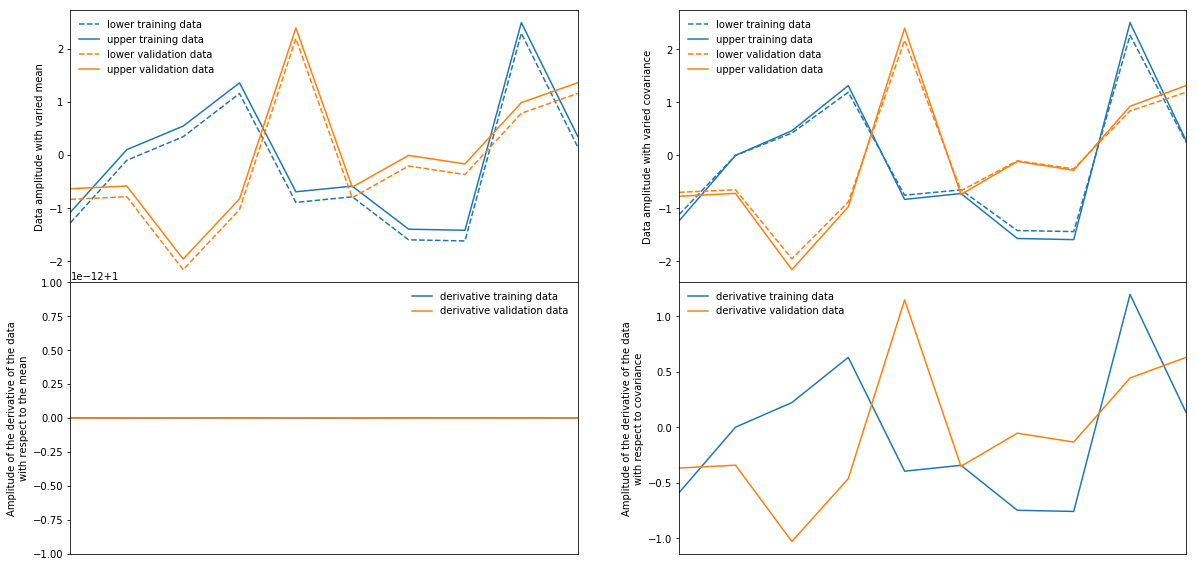 lower training data
upper training data
lower validation data
upper validation data
Data amplitude with varied mean
2
1
0
−1
−2
lower training data
upper training data
lower validation data
upper validation data
Data amplitude with varied covariance
2
1
0
−1
−2
1e−12+1
derivative training data
derivative validation data
Amplitude of the derivative of the data
with respect to the mean
1.00
0.75
0.50
0.25
0.00
−0.25
−0.50
−0.75
−1.00
derivative training data
derivative validation data
Amplitude of the derivative of the data
with respect to covariance
1.0
0.5
0.0
−0.5
−1.0